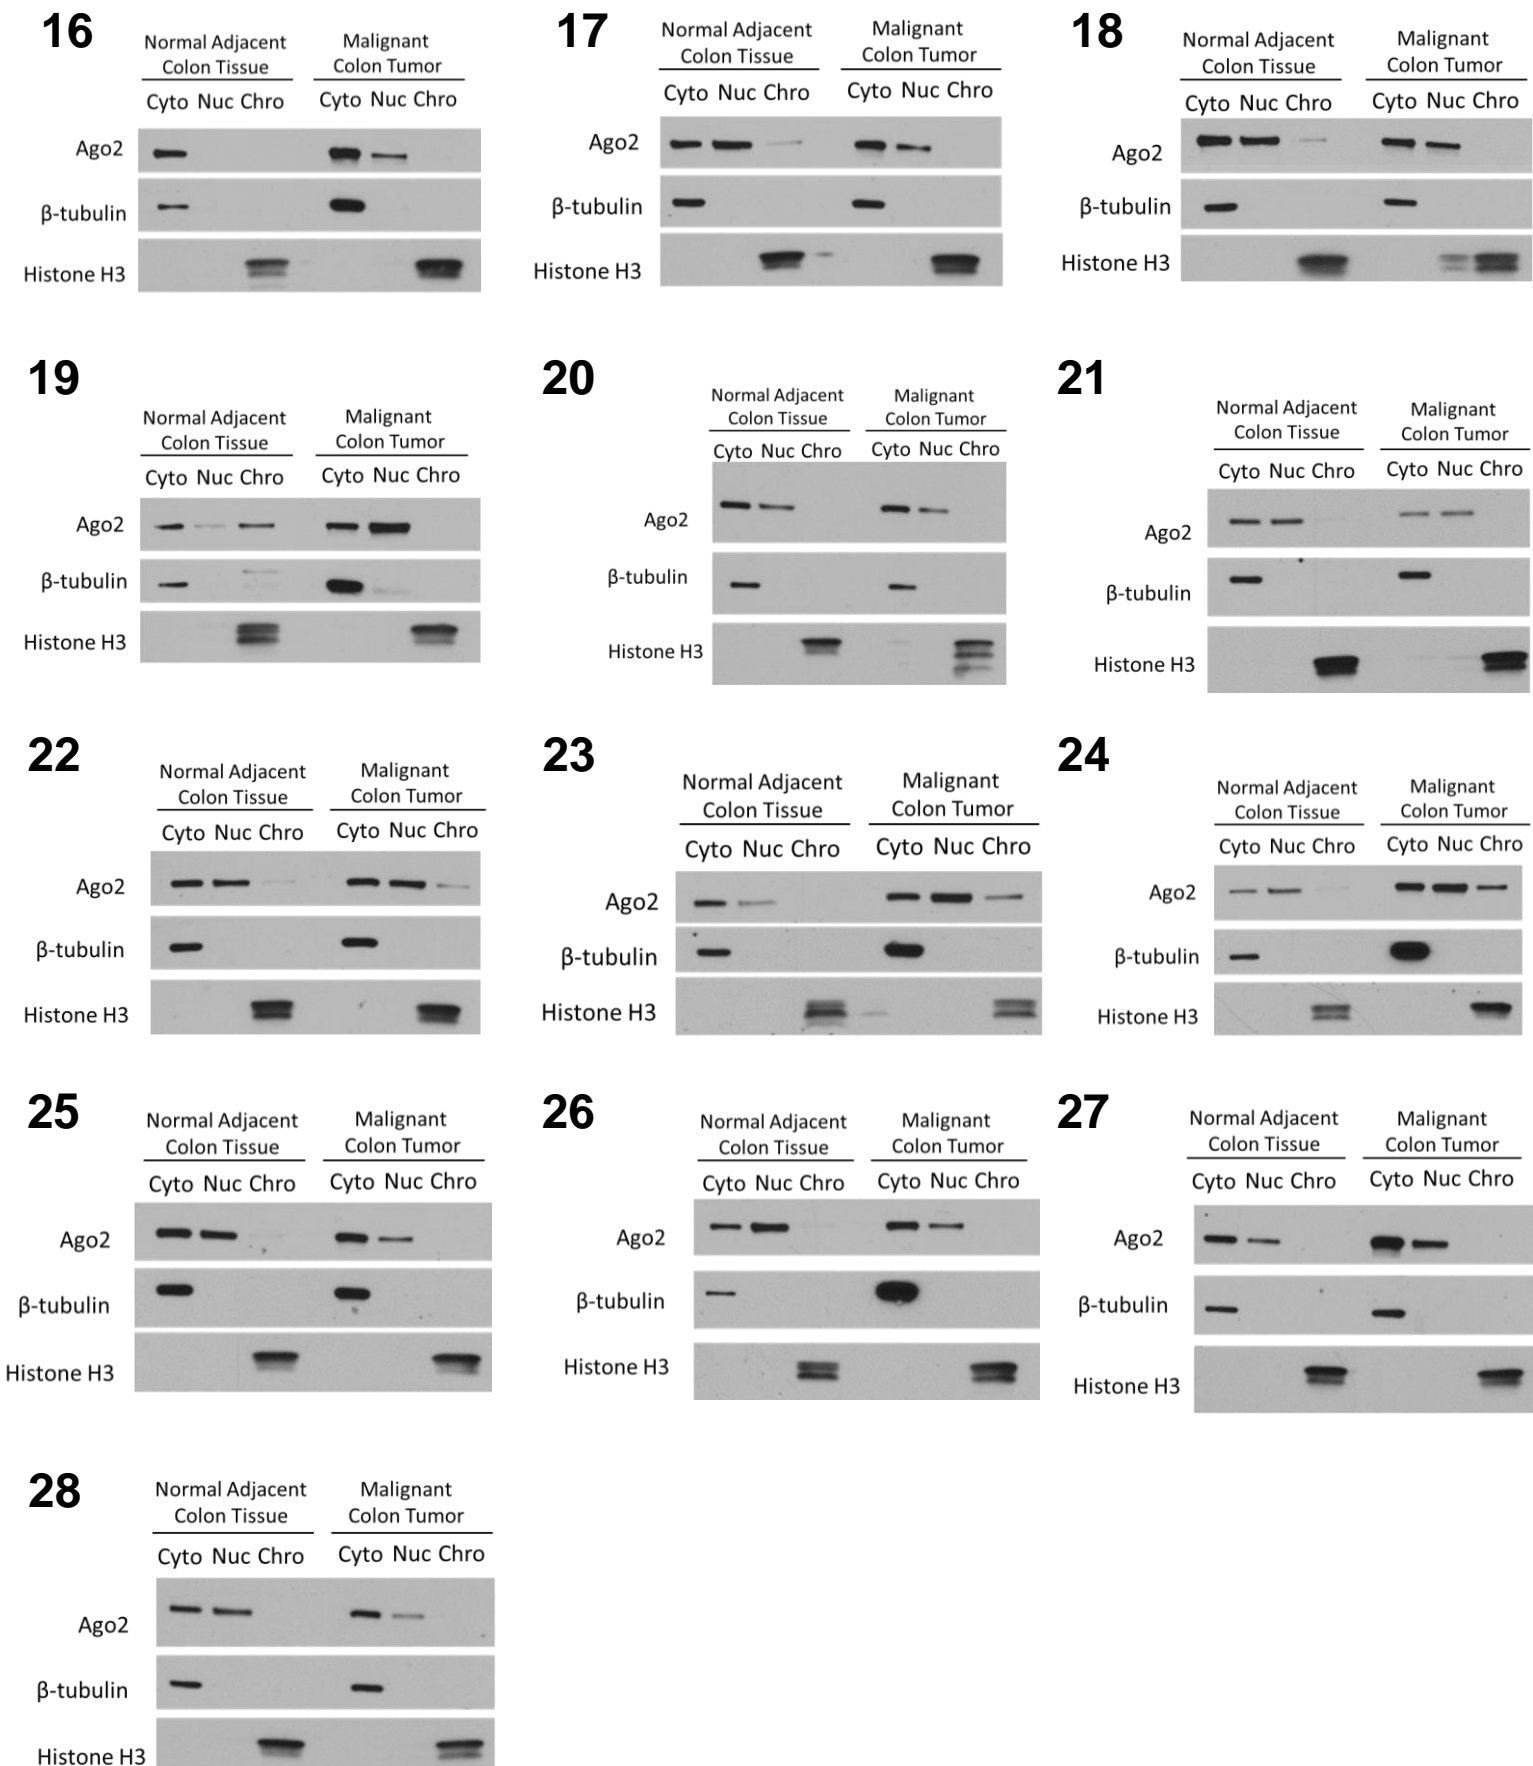 16
Normal Adjacent
Colon Tissue
Malignant
Colon Tumor
Cyto Nuc Chro
Cyto Nuc Chro
Ago2
β-tubulin
Histone H3
17
Normal Adjacent
Colon Tissue
Malignant
Colon Tumor
Cyto Nuc Chro
Cyto Nuc Chro
Ago2
β-tubulin
Histone H3
18
Normal Adjacent
Colon Tissue
Malignant
Colon Tumor
Cyto Nuc Chro
Cyto Nuc Chro
Ago2
β-tubulin
Histone H3
19
Normal Adjacent
Colon Tissue
Malignant
Colon Tumor
Cyto Nuc Chro
Cyto Nuc Chro
Ago2
β-tubulin
Histone H3
20
Normal Adjacent
Colon Tissue
Malignant
Colon Tumor
Cyto Nuc Chro
Cyto Nuc Chro
Ago2
β-tubulin
Histone H3
21
Normal Adjacent
Colon Tissue
Malignant
Colon Tumor
Cyto Nuc Chro
Cyto Nuc Chro
Ago2
β-tubulin
Histone H3
22
Normal Adjacent
Colon Tissue
Malignant
Colon Tumor
Cyto Nuc Chro
Cyto Nuc Chro
Ago2
β-tubulin
Histone H3
23
Normal Adjacent
Colon Tissue
Malignant
Colon Tumor
Cyto Nuc Chro
Cyto Nuc Chro
Ago2
β-tubulin
Histone H3
24
Normal Adjacent
Colon Tissue
Malignant
Colon Tumor
Cyto Nuc Chro
Cyto Nuc Chro
Ago2
β-tubulin
Histone H3
25
Normal Adjacent
Colon Tissue
Malignant
Colon Tumor
Cyto Nuc Chro
Cyto Nuc Chro
Ago2
β-tubulin
Histone H3
26
Normal Adjacent
Colon Tissue
Malignant
Colon Tumor
Cyto Nuc Chro
Cyto Nuc Chro
Ago2
β-tubulin
Histone H3
27
Normal Adjacent
Colon Tissue
Malignant
Colon Tumor
Cyto Nuc Chro
Cyto Nuc Chro
Ago2
β-tubulin
Histone H3
28
Normal Adjacent
Colon Tissue
Malignant
Colon Tumor
Cyto Nuc Chro
Cyto Nuc Chro
Ago2
β-tubulin
Histone H3